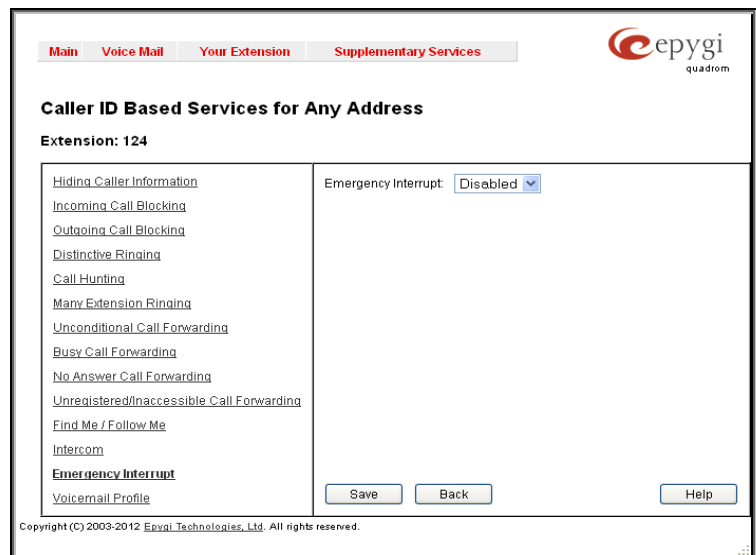 Main Voice Mail Your Extension Supplementary Services
epygi
quadrom
Caller ID Based Services for Any Address
Extension: 124
Hiding Caller Information
Incoming Call Blocking
Outgoing Call Blocking
Distinctive Ringing
Call Hunting
Many Extension Ringing
Unconditional Call Forwarding
Busy Call Forwarding
No Answer Call Forwarding
Unregistered/Inaccessible Call Forwarding
Find Me / Follow Me
Intercom
Emergency Interrupt
Voicemail Profile
Emergency Interrupt: Disabled
Save Back Help
Copyright (C) 2003-2012 Epygi Technologies, Ltd. All rights reserved.